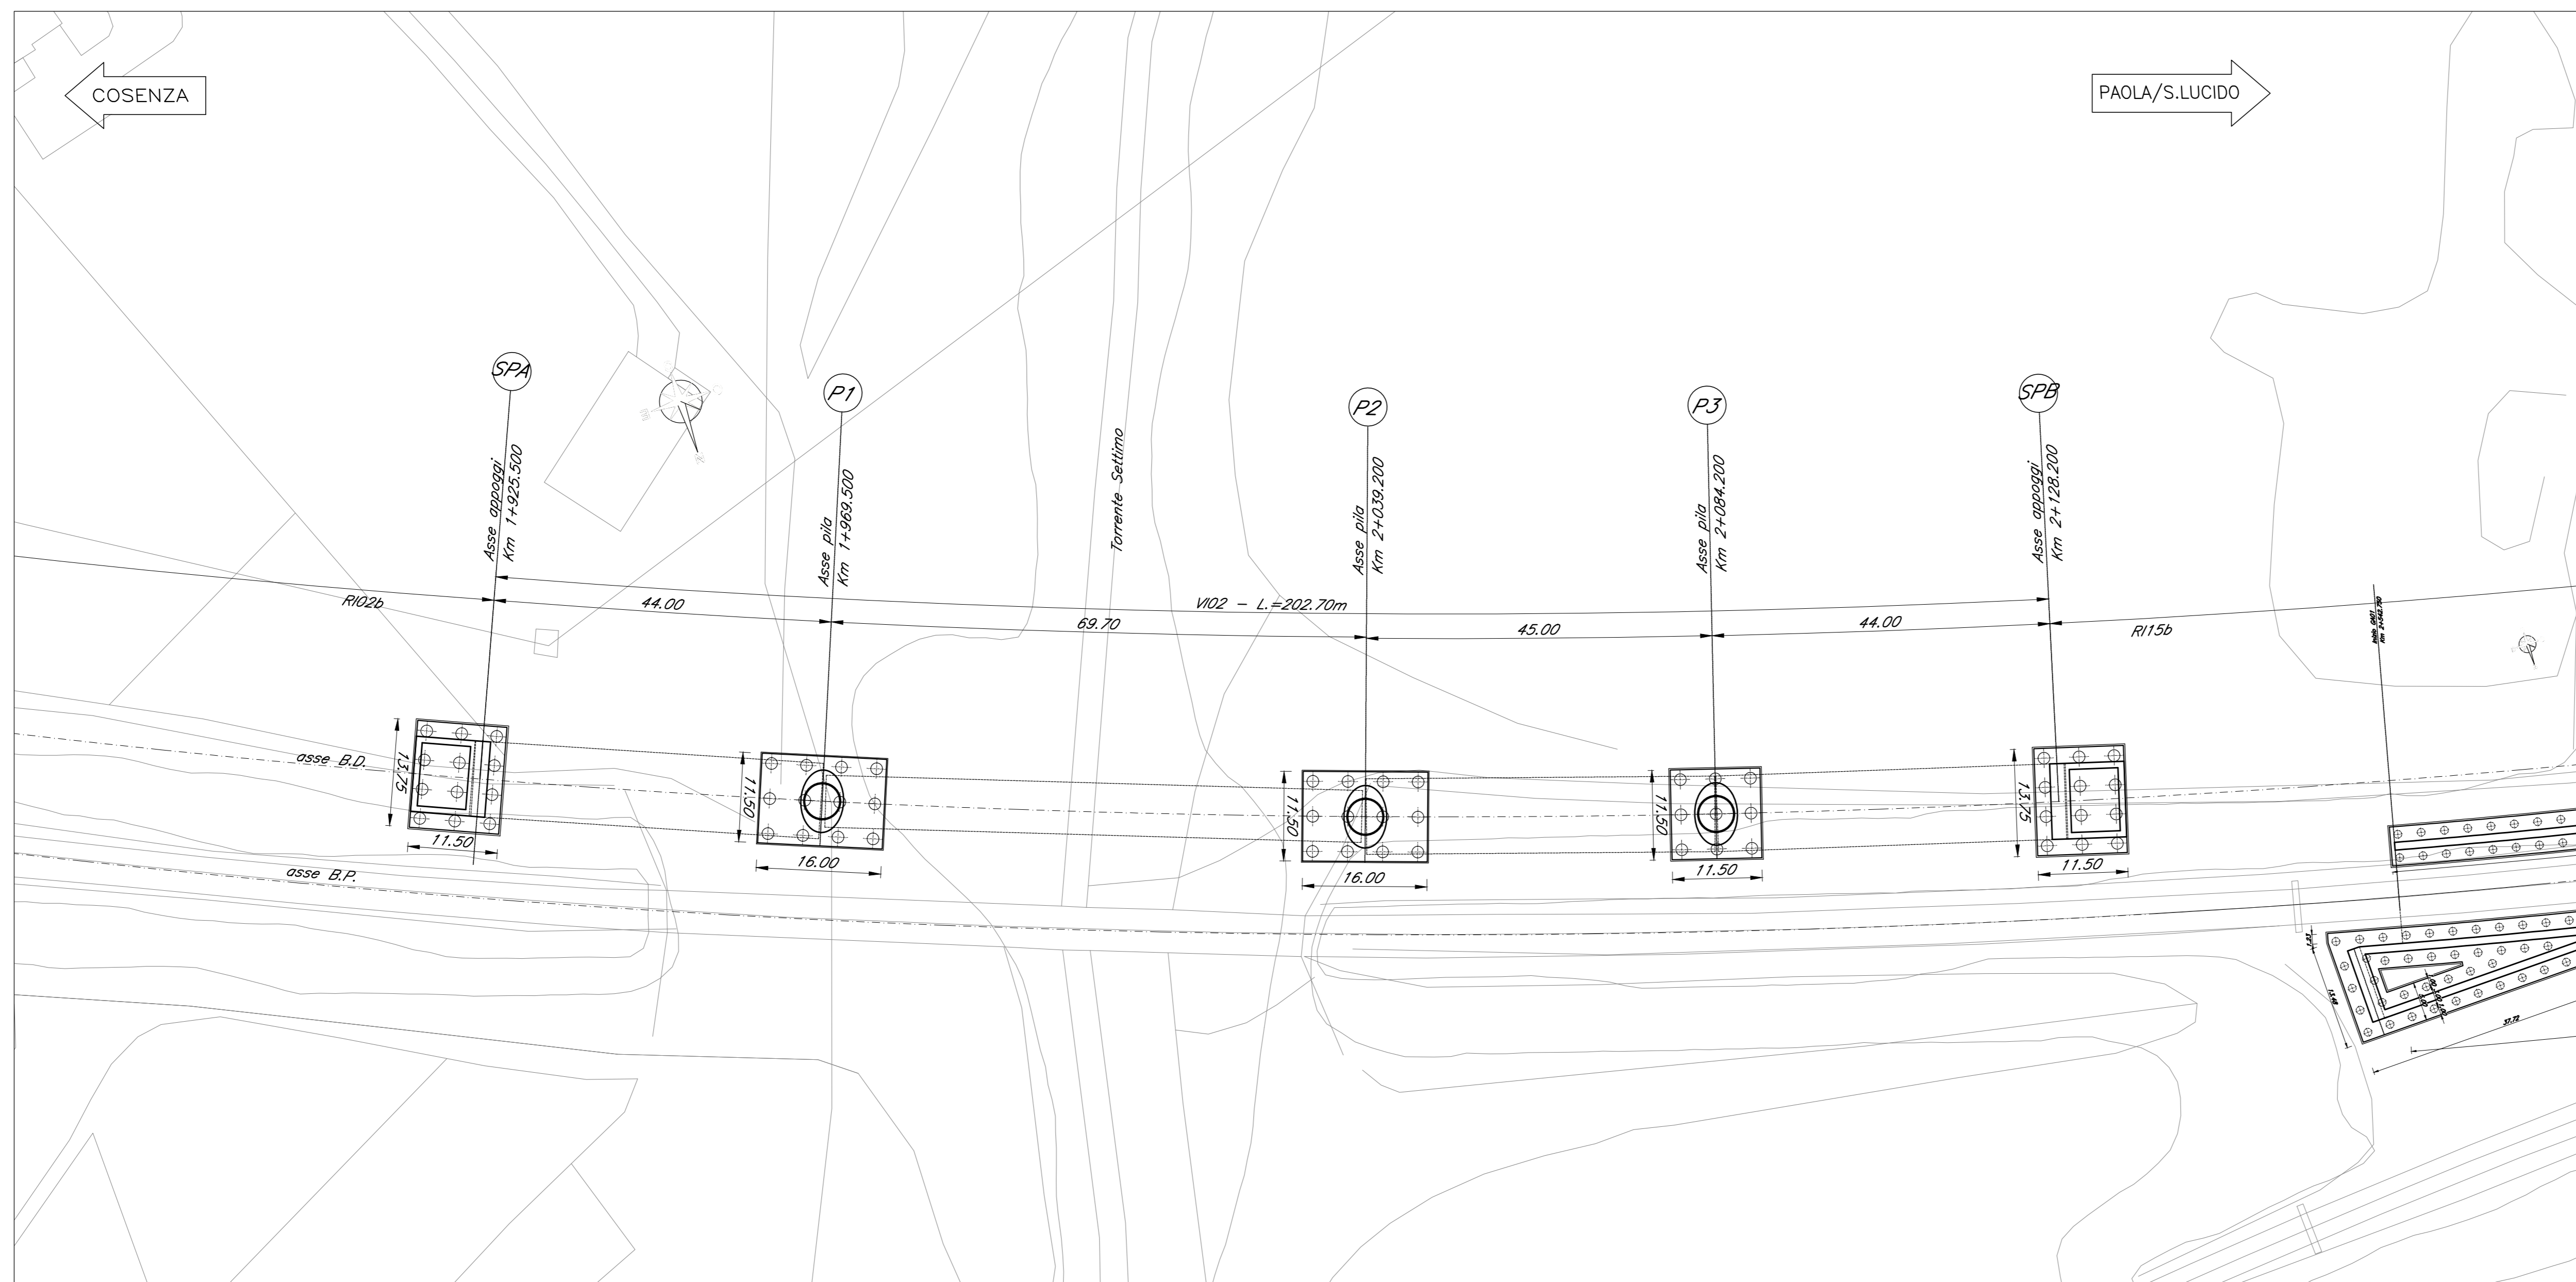 COSENZA
PAOLA/S.LUCIDO
SPA
P1
P2
P3
SPB
Asse appoggi
Km 1+925.500
Asse pila
Km 1+969.500
Torrente Settimo
Asse pila
Km 2+039.200
Asse pila
Km 2+084.200
Asse appoggi
Km 2+128.200
RI02b
44.00
VI02 - L.=202.70m
69.70
45.00
44.00
RI15b
asse B.D.
13.75
11.50
11.50
16.00
11.50
16.00
11.50
11.50
13.75
11.50
asse B.P.
37.72